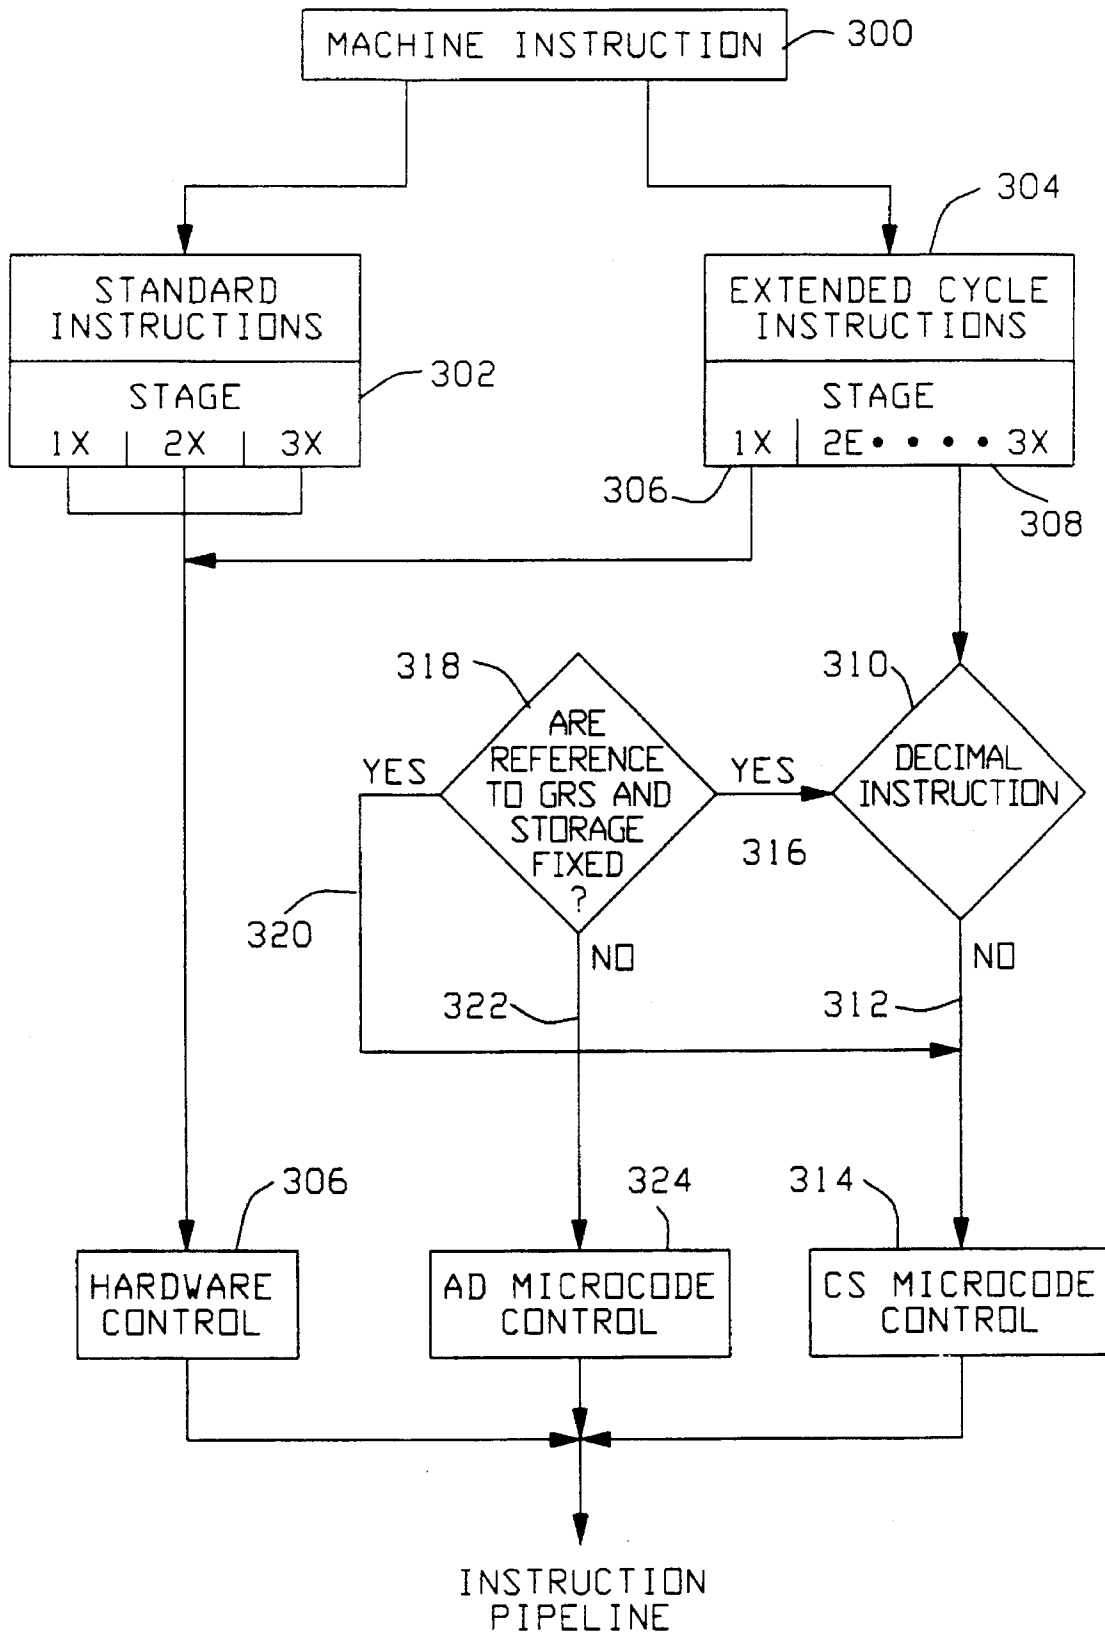 MACHINE INSTRUCTION
300
304
STANDARD
INSTRUCTIONS
EXTENDED CYCLE
INSTRUCTIONS
STAGE
302
STAGE
1X | 2X | 3X
1X | 2E • • • • 3X
306
308
318
310
ARE
REFERENCE
TO GRS AND
STORAGE
FIXED
?
YES
YES
DECIMAL
INSTRUCTION
316
320
NO
NO
322
312
306
324
314
HARDWARE
CONTROL
AD MICROCODE
CONTROL
CS MICROCODE
CONTROL
INSTRUCTION
PIPELINE